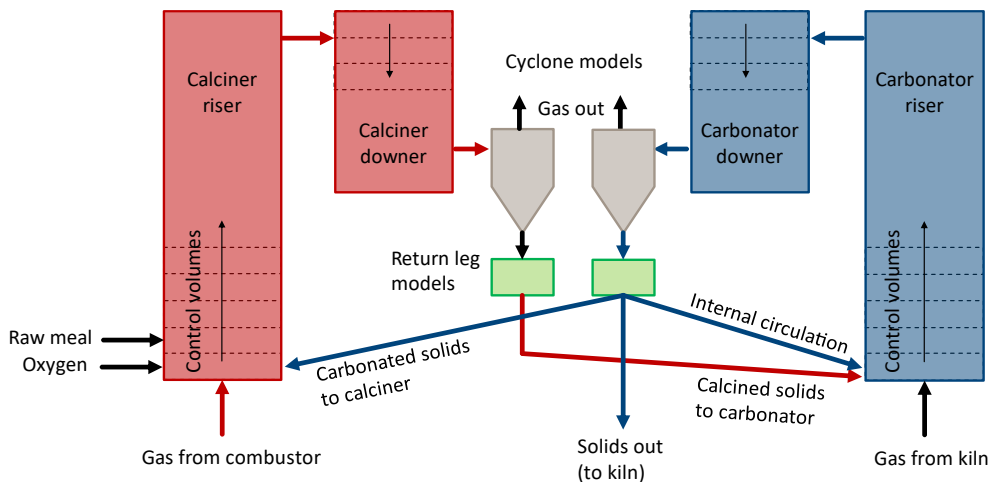 Calciner
riser
Calciner
downer
Cyclone models
Gas out
Carbonator
downer
Carbonator
riser
Control volumes
Return leg
models
Control volumes
Raw meal
Oxygen
Carbonated solids
to calciner
Internal circulation
Calcined solids
to carbonator
Gas from combustor
Solids out
(to kiln)
Gas from kiln